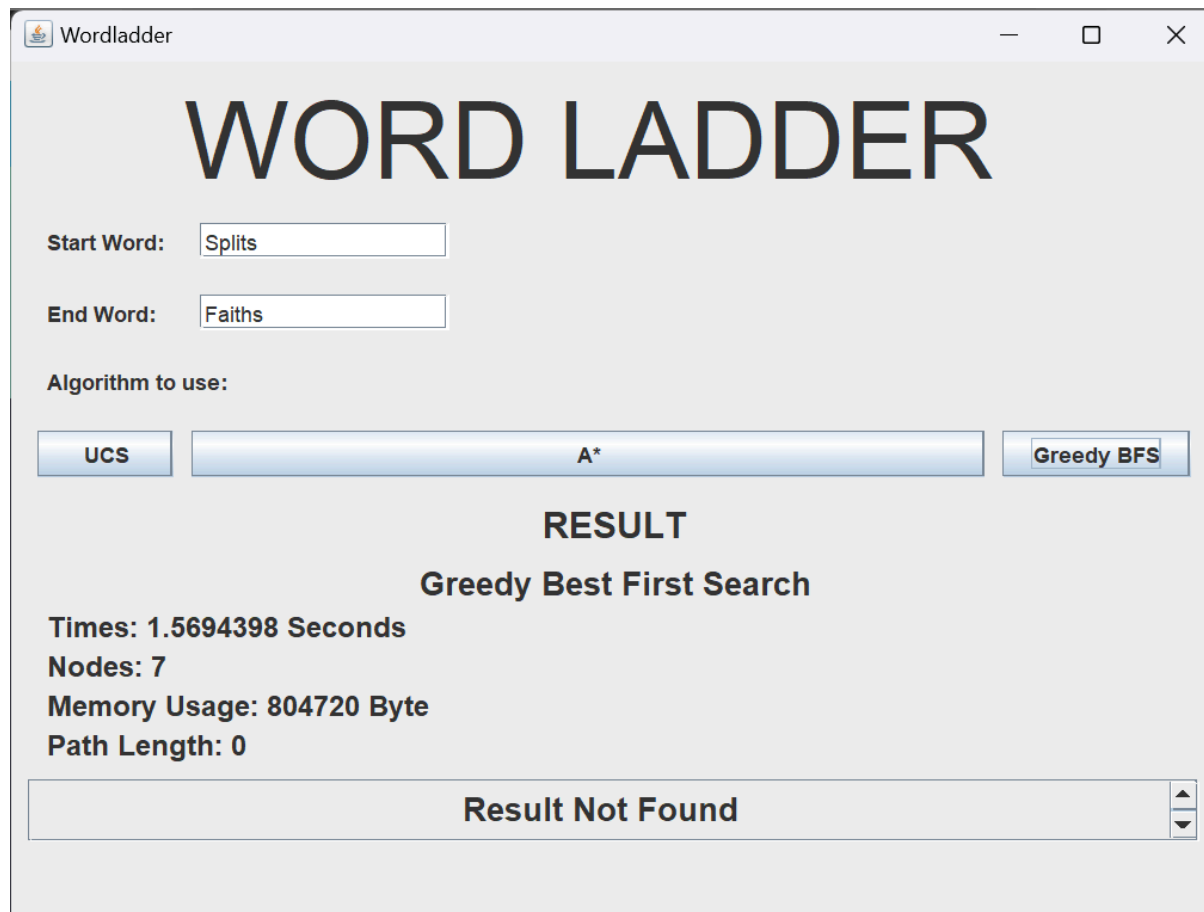 Wordladder
WORD LADDER
Start Word: Splits
End Word: Faiths
Algorithm to use:
UCS A* Greedy BFS
RESULT
Greedy Best First Search
Times: 1.5694398 Seconds
Nodes: 7
Memory Usage: 804720 Byte
Path Length: 0
Result Not Found